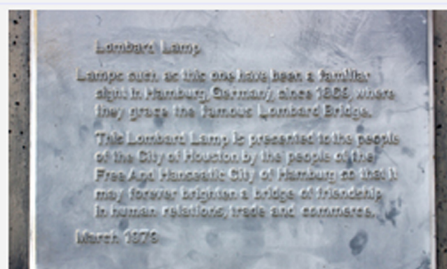 Lombard Lamp
Lamps such as this one have been a familiar
sight in Hamburg, Germany, since 1869, where
they grace the famous Lombard Bridge.
This Lombard Lamp is presented to the people
of the City of Houston by the people of the
Free And Hanseatic City of Hamburg so that it
may forever brighten a bridge of friendship
in human relations, trade and commerce.
March 1979